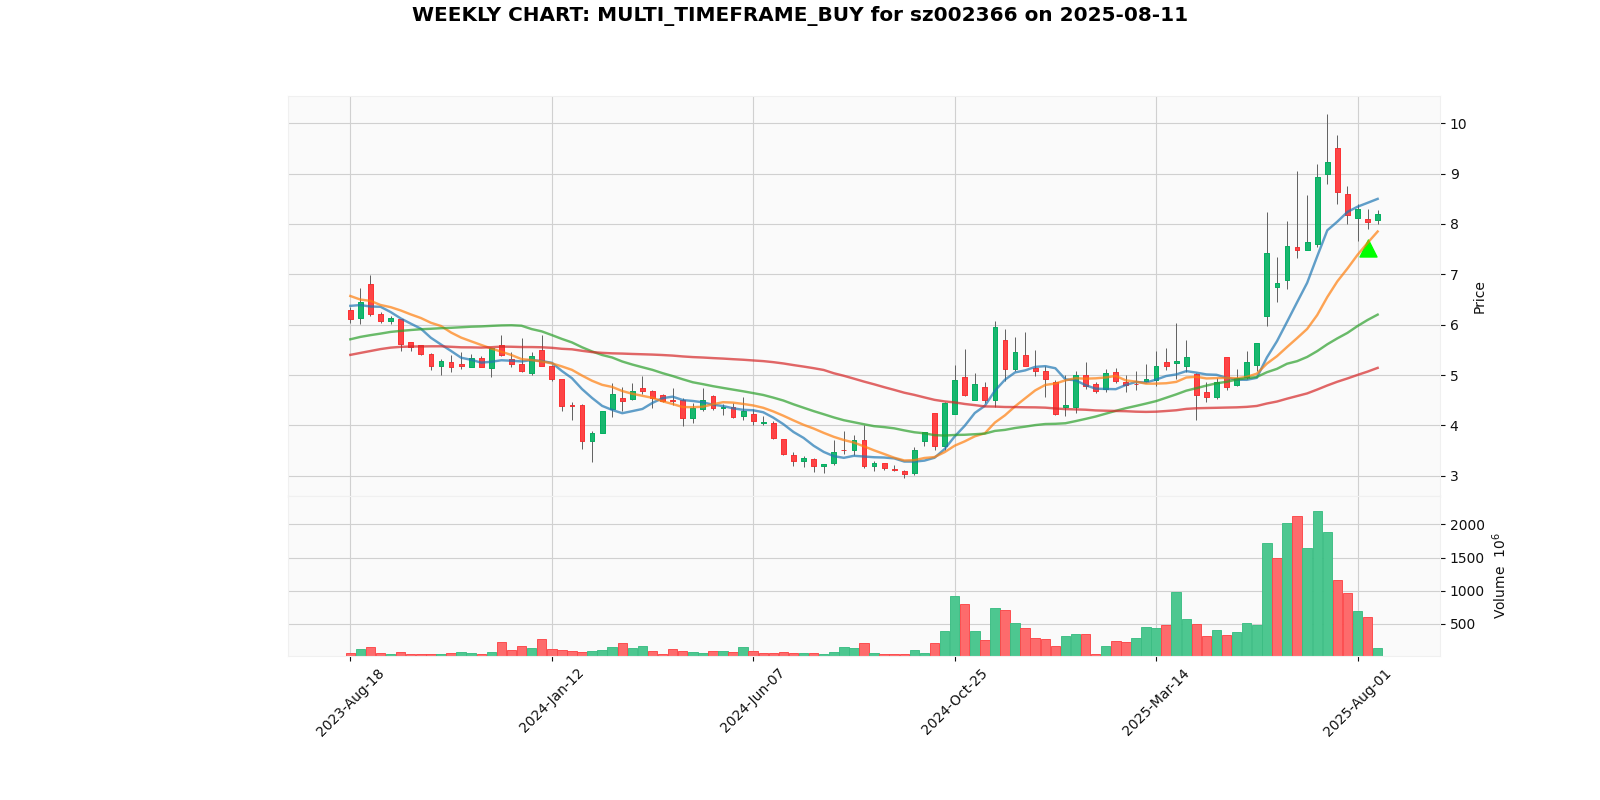 WEEKLY CHART: MULTI_TIMEFRAME_BUY for sz002366 on 2025-08-11
10
9
8
7
6
5
4
3
Price
2000
1500
1000
500
Volume 10^6
2023-Aug-18
2024-Jan-12
2024-Jun-07
2024-Oct-25
2025-Mar-14
2025-Aug-01